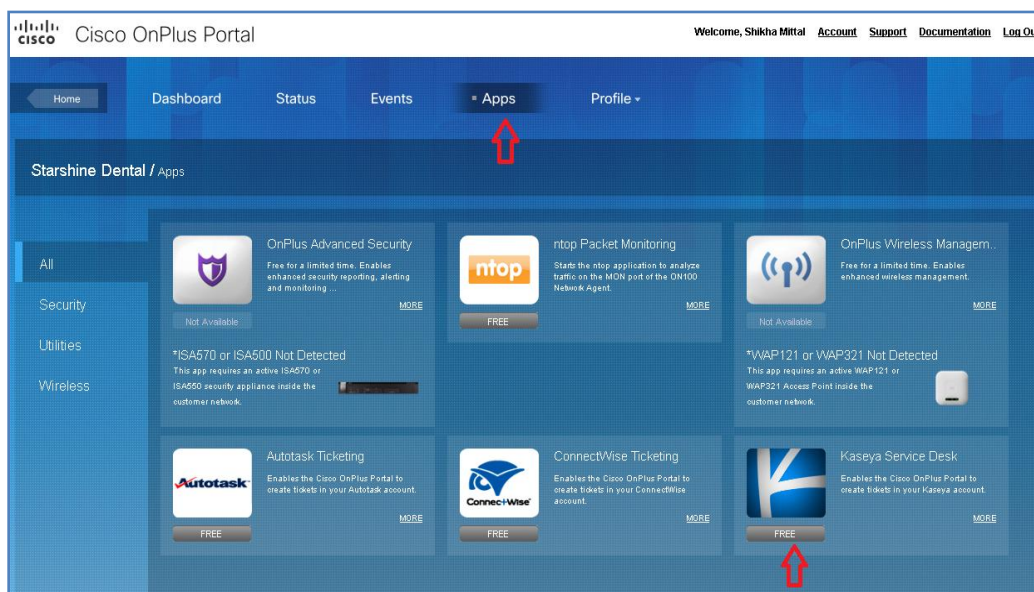 cisco Cisco OnPlus Portal
Welcome, Shikha Mittal Account Support Documentation Log Ou
Home Dashboard Status Events Apps Profile
Starshine Dental / Apps
All
Security
Utilities
Wireless
OnPlus Advanced Security
Free for a limited time. Enables
enhanced security reporting, alerting
and monitoring ...
MORE
Not Available
*ISA570 or ISA500 Not Detected
This app requires an active ISA570 or
ISA550 security appliance inside the
customer network.
ntop
ntop Packet Monitoring
Starts the ntop application to analyze
traffic on the MON port of the ON100
Network Agent.
MORE
FREE
OnPlus Wireless Managem..
Free for a limited time. Enables
enhanced wireless management.
MORE
Not Available
*WAP121 or WAP321 Not Detected
This app requires an active WAP121 or
WAP321 Access Point inside the
customer network.
Autotask
Autotask Ticketing
Enables the Cisco OnPlus Portal to
create tickets in your Autotask account.
MORE
FREE
ConnectWise
ConnectWise Ticketing
Enables the Cisco OnPlus Portal to
create tickets in your ConnectWise
account.
MORE
FREE
Kaseya Service Desk
Enables the Cisco OnPlus Portal to
create tickets in your Kaseya account.
MORE
FREE